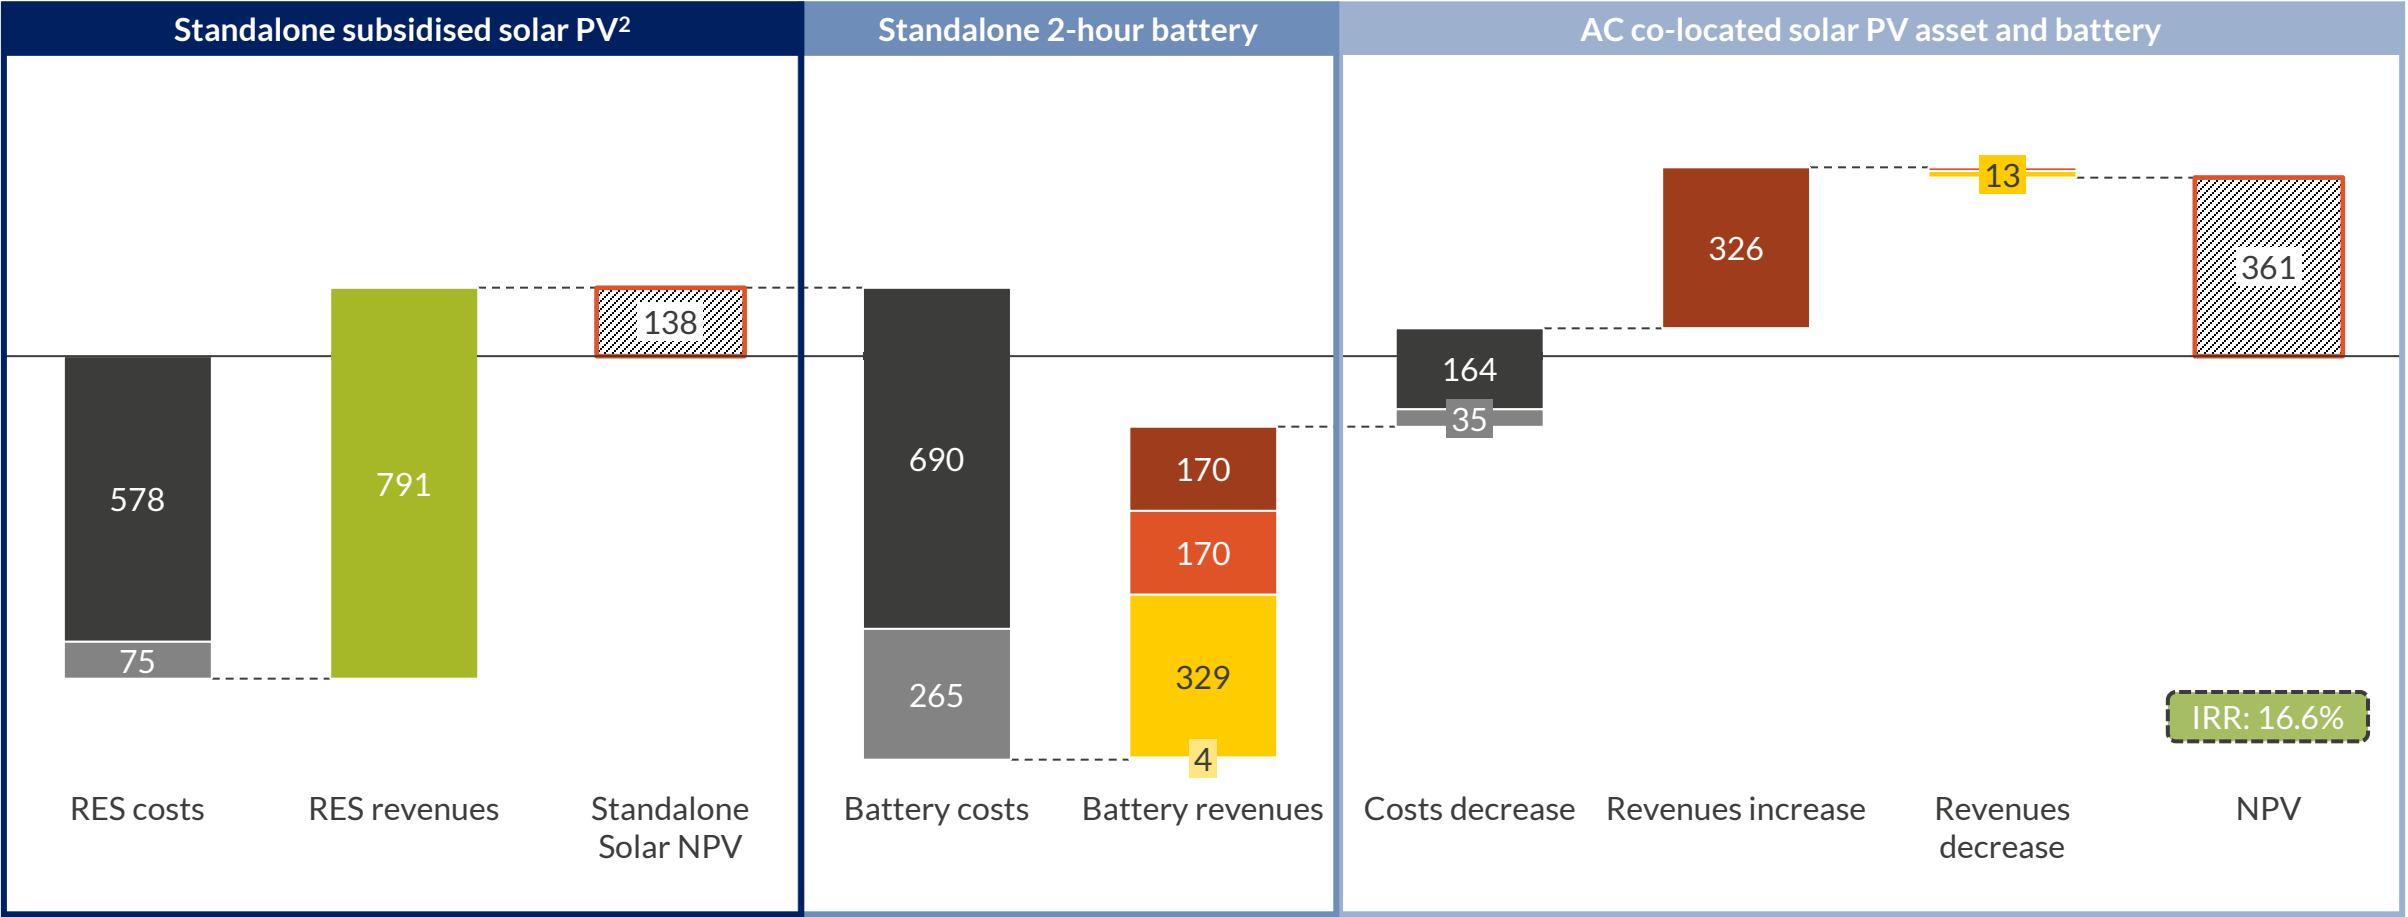 Standalone subsidised solar PV²
Standalone 2-hour battery
AC co-located solar PV asset and battery
578
75
791
138
690
265
170
170
329
4
164
35
326
13
361
IRR: 16.6%
RES costs
RES revenues
Standalone
Solar NPV
Battery costs
Battery revenues
Costs decrease
Revenues increase
Revenues
decrease
NPV